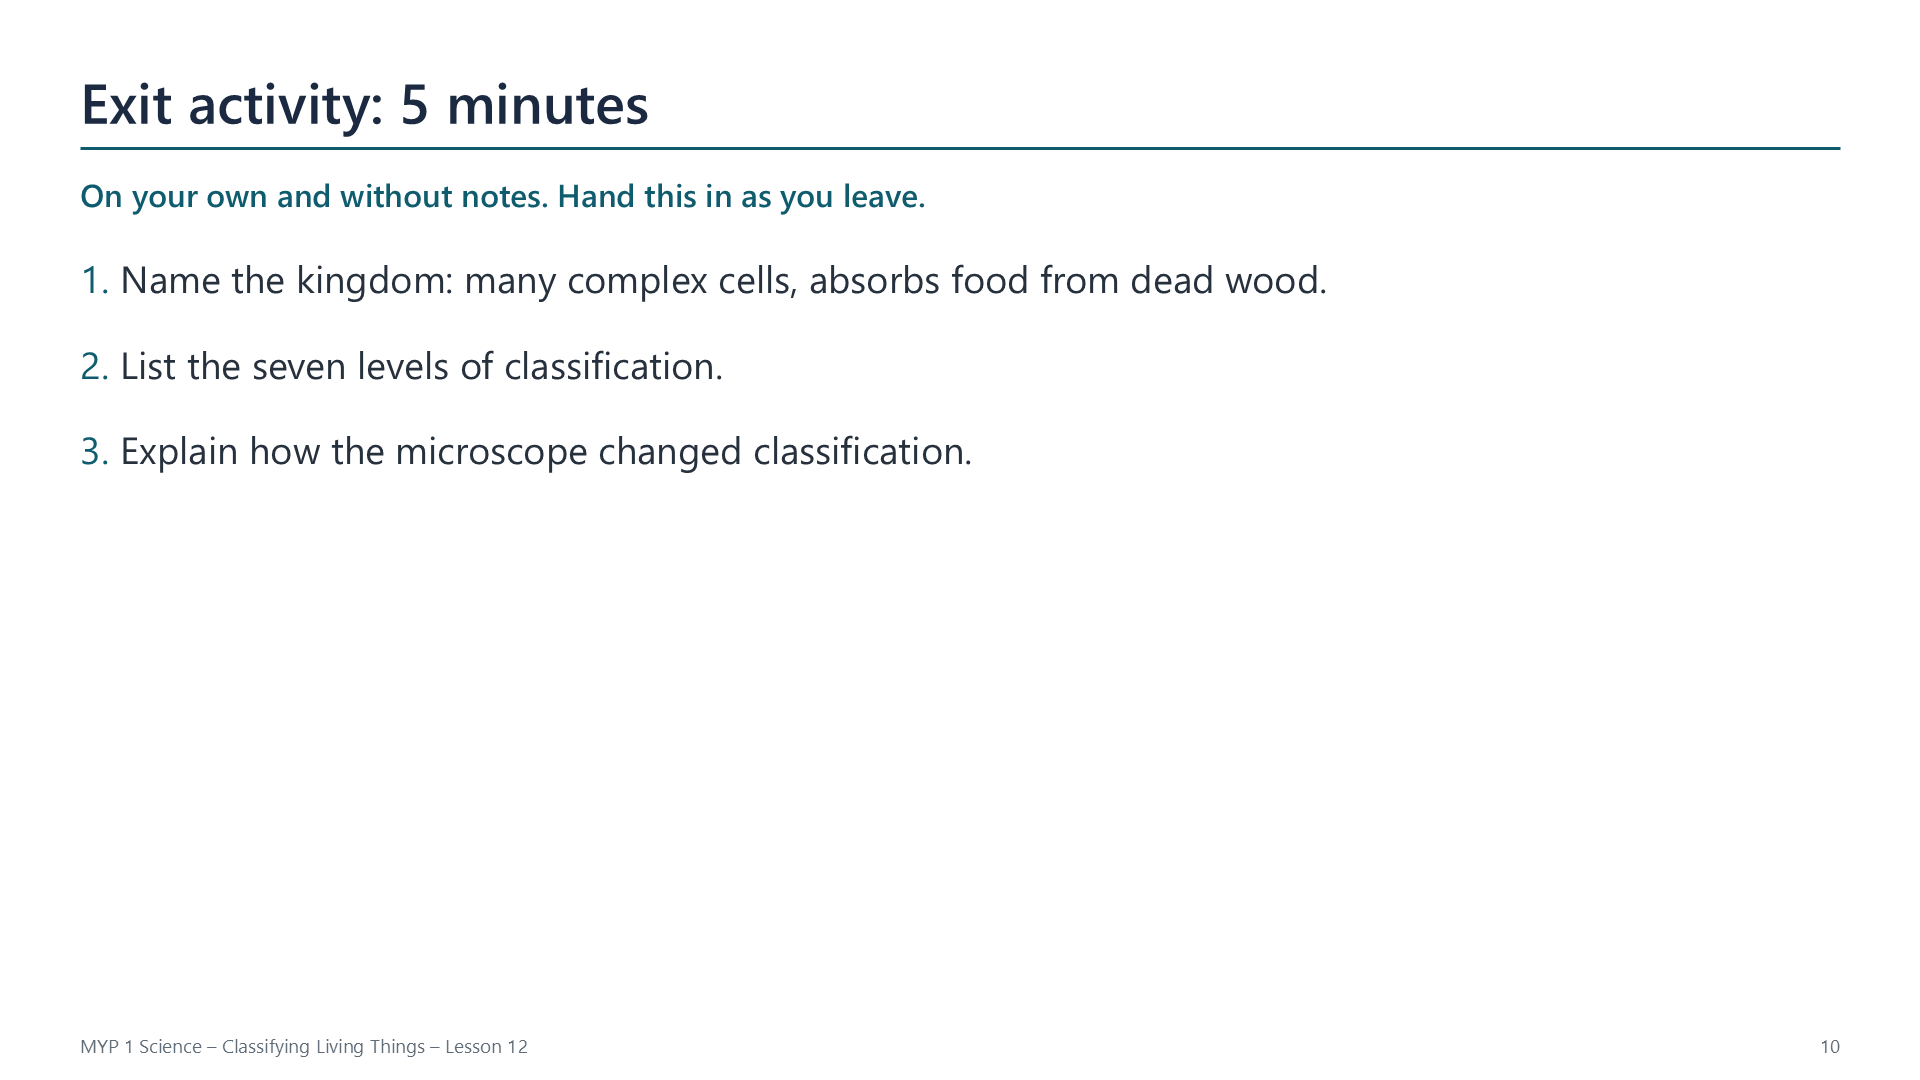 Exit activity: 5 minutes
On your own and without notes. Hand this in as you leave.
1. Name the kingdom: many complex cells, absorbs food from dead wood.
2. List the seven levels of classification.
3. Explain how the microscope changed classification.
MYP 1 Science – Classifying Living Things – Lesson 12
10